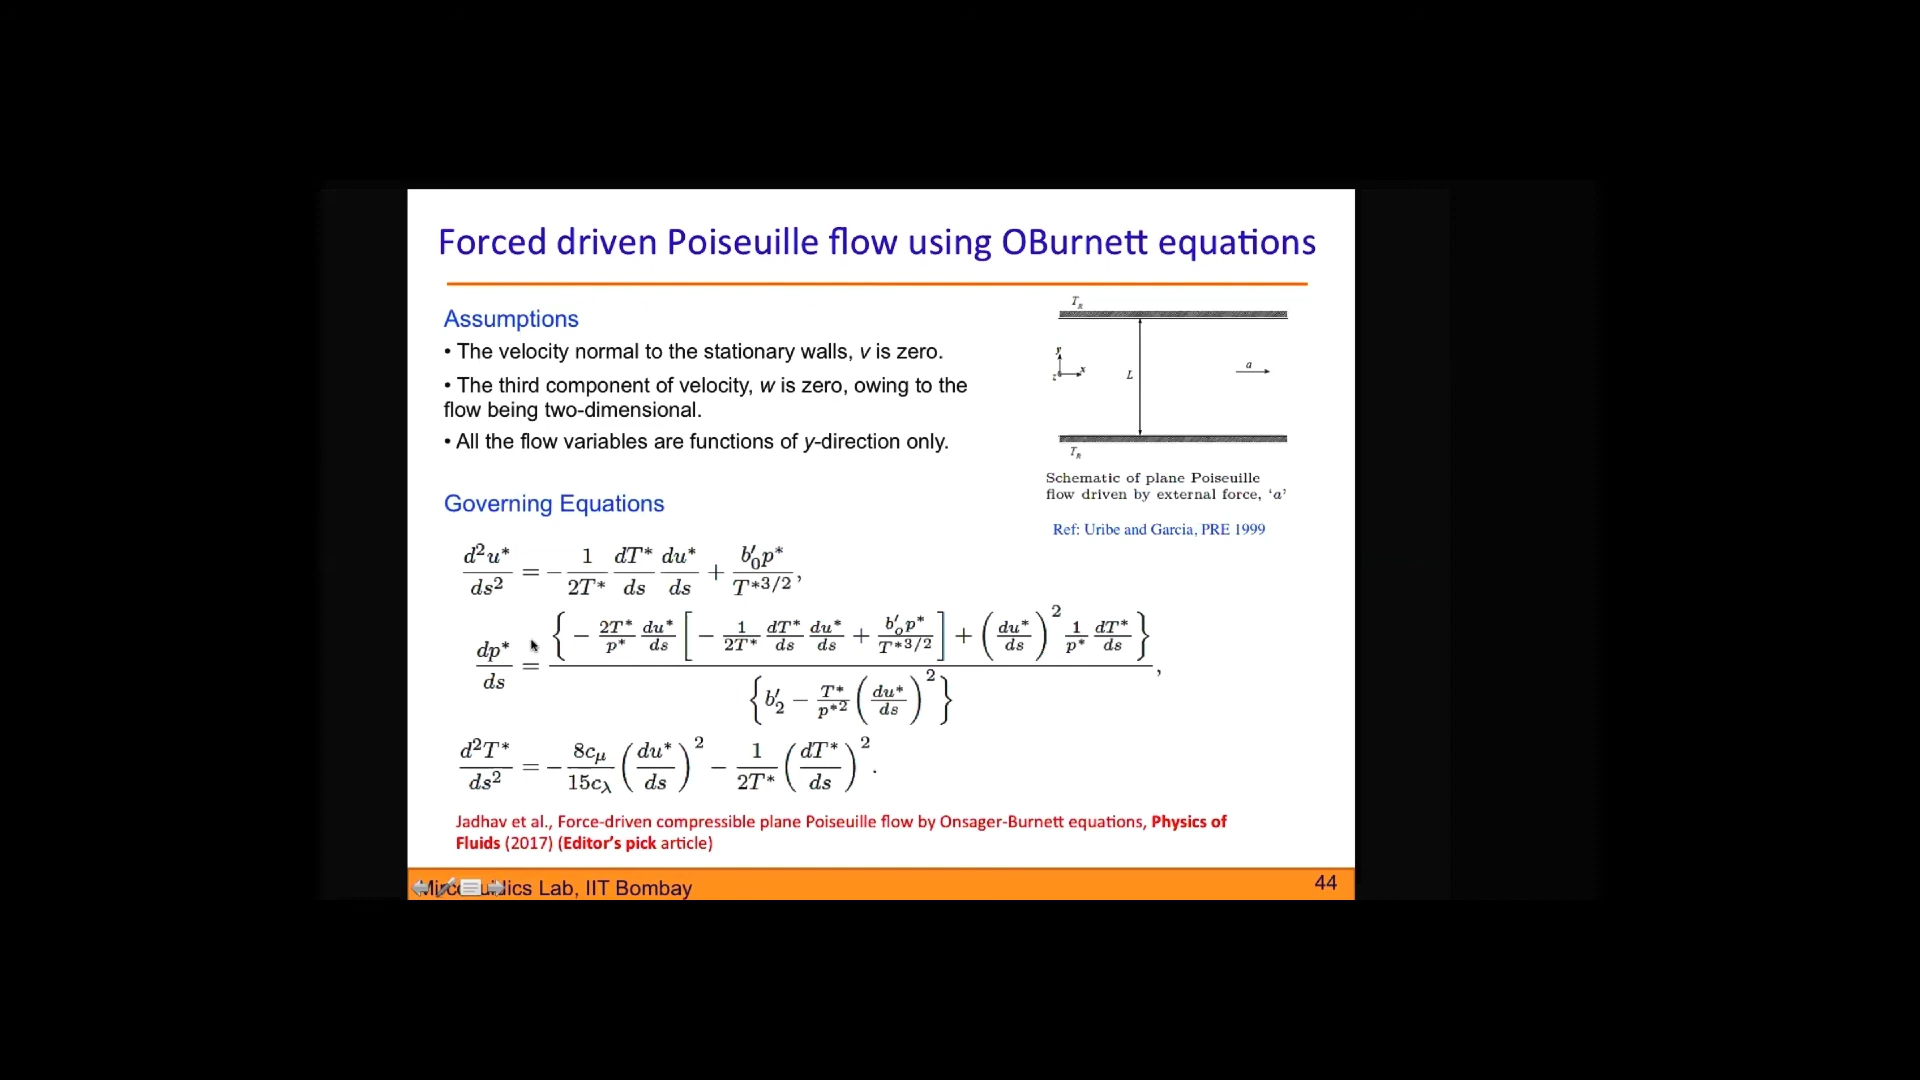 Forced driven Poiseuille flow using OBurnett equations
Assumptions
• The velocity normal to the stationary walls, v is zero.
• The third component of velocity, w is zero, owing to the
flow being two-dimensional.
• All the flow variables are functions of y-direction only.
T_R
y
x
z
L
a
T_R
Schematic of plane Poiseuille
flow driven by external force, ‘a’
Ref: Uribe and Garcia, PRE 1999
Governing Equations
d²u*/ds² = − 1/2T* dT*/ds du*/ds + b′₀p*/T*3/2 ,
dp*/ds = { − 2T*/p* du*/ds [ − 1/2T* dT*/ds du*/ds + b′₀p*/T*3/2 ] + (du*/ds)² 1/p* dT*/ds } / { b′₂ − T*/p*2 (du*/ds)² } ,
d²T*/ds² = − 8c_μ/15c_λ (du*/ds)² − 1/2T* (dT*/ds)² .
Jadhav et al., Force-driven compressible plane Poiseuille flow by Onsager-Burnett equations, Physics of
Fluids (2017) (Editor’s pick article)
Lab, IIT Bombay
44